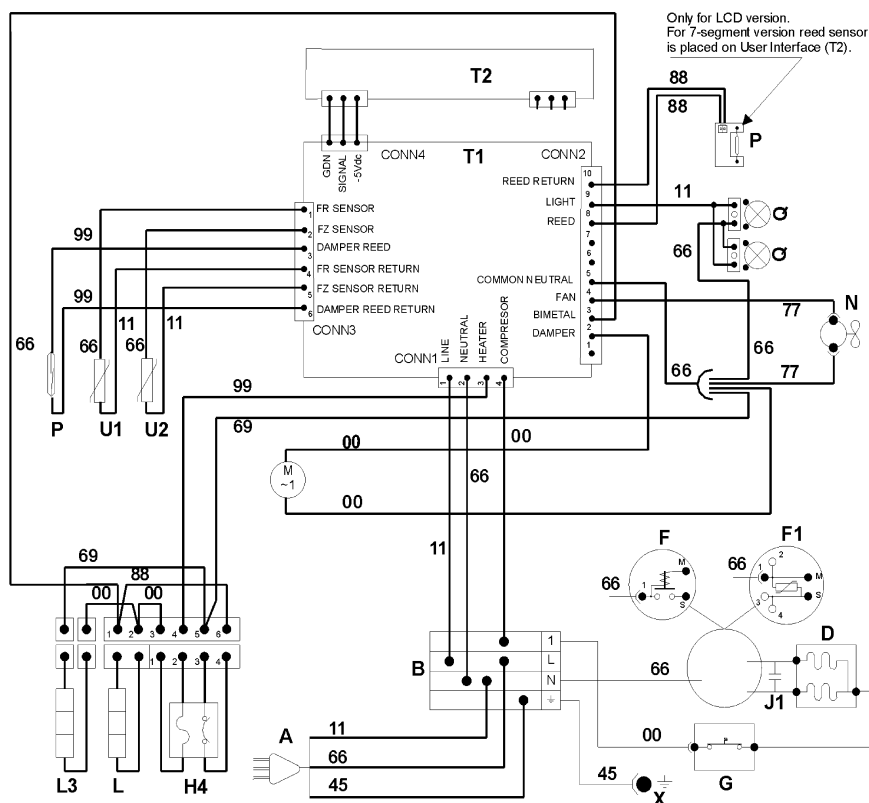 Only for LCD version.
For 7-segment version reed sensor
is placed on User Interface (T2).
T2
88
88
P
GDN
SIGNAL
-5Vdc
CONN4
T1
CONN2
10
REED RETURN
9
LIGHT
8
REED
7
6
5
COMMON NEUTRAL
4
FAN
3
BIMETAL
2
DAMPER
1
11
Q
Q
66
1
FR SENSOR
2
FZ SENSOR
3
DAMPER REED
4
FR SENSOR RETURN
5
FZ SENSOR RETURN
6
DAMPER REED RETURN
CONN3
99
99
11
11
66
66
66
P
U1
U2
LINE
NEUTRAL
HEATER
COMPRESOR
CONN1
1
2
3
4
77
N
66
77
66
99
69
00
00
M
~1
66
00
11
69
88
00
00
1
2
3
4
5
6
1
2
3
4
L3
L
H4
F
66
1
M
S
F1
66
1
2
3
4
M
S
B
1
L
N
66
J1
D
A
11
66
45
00
G
45
X